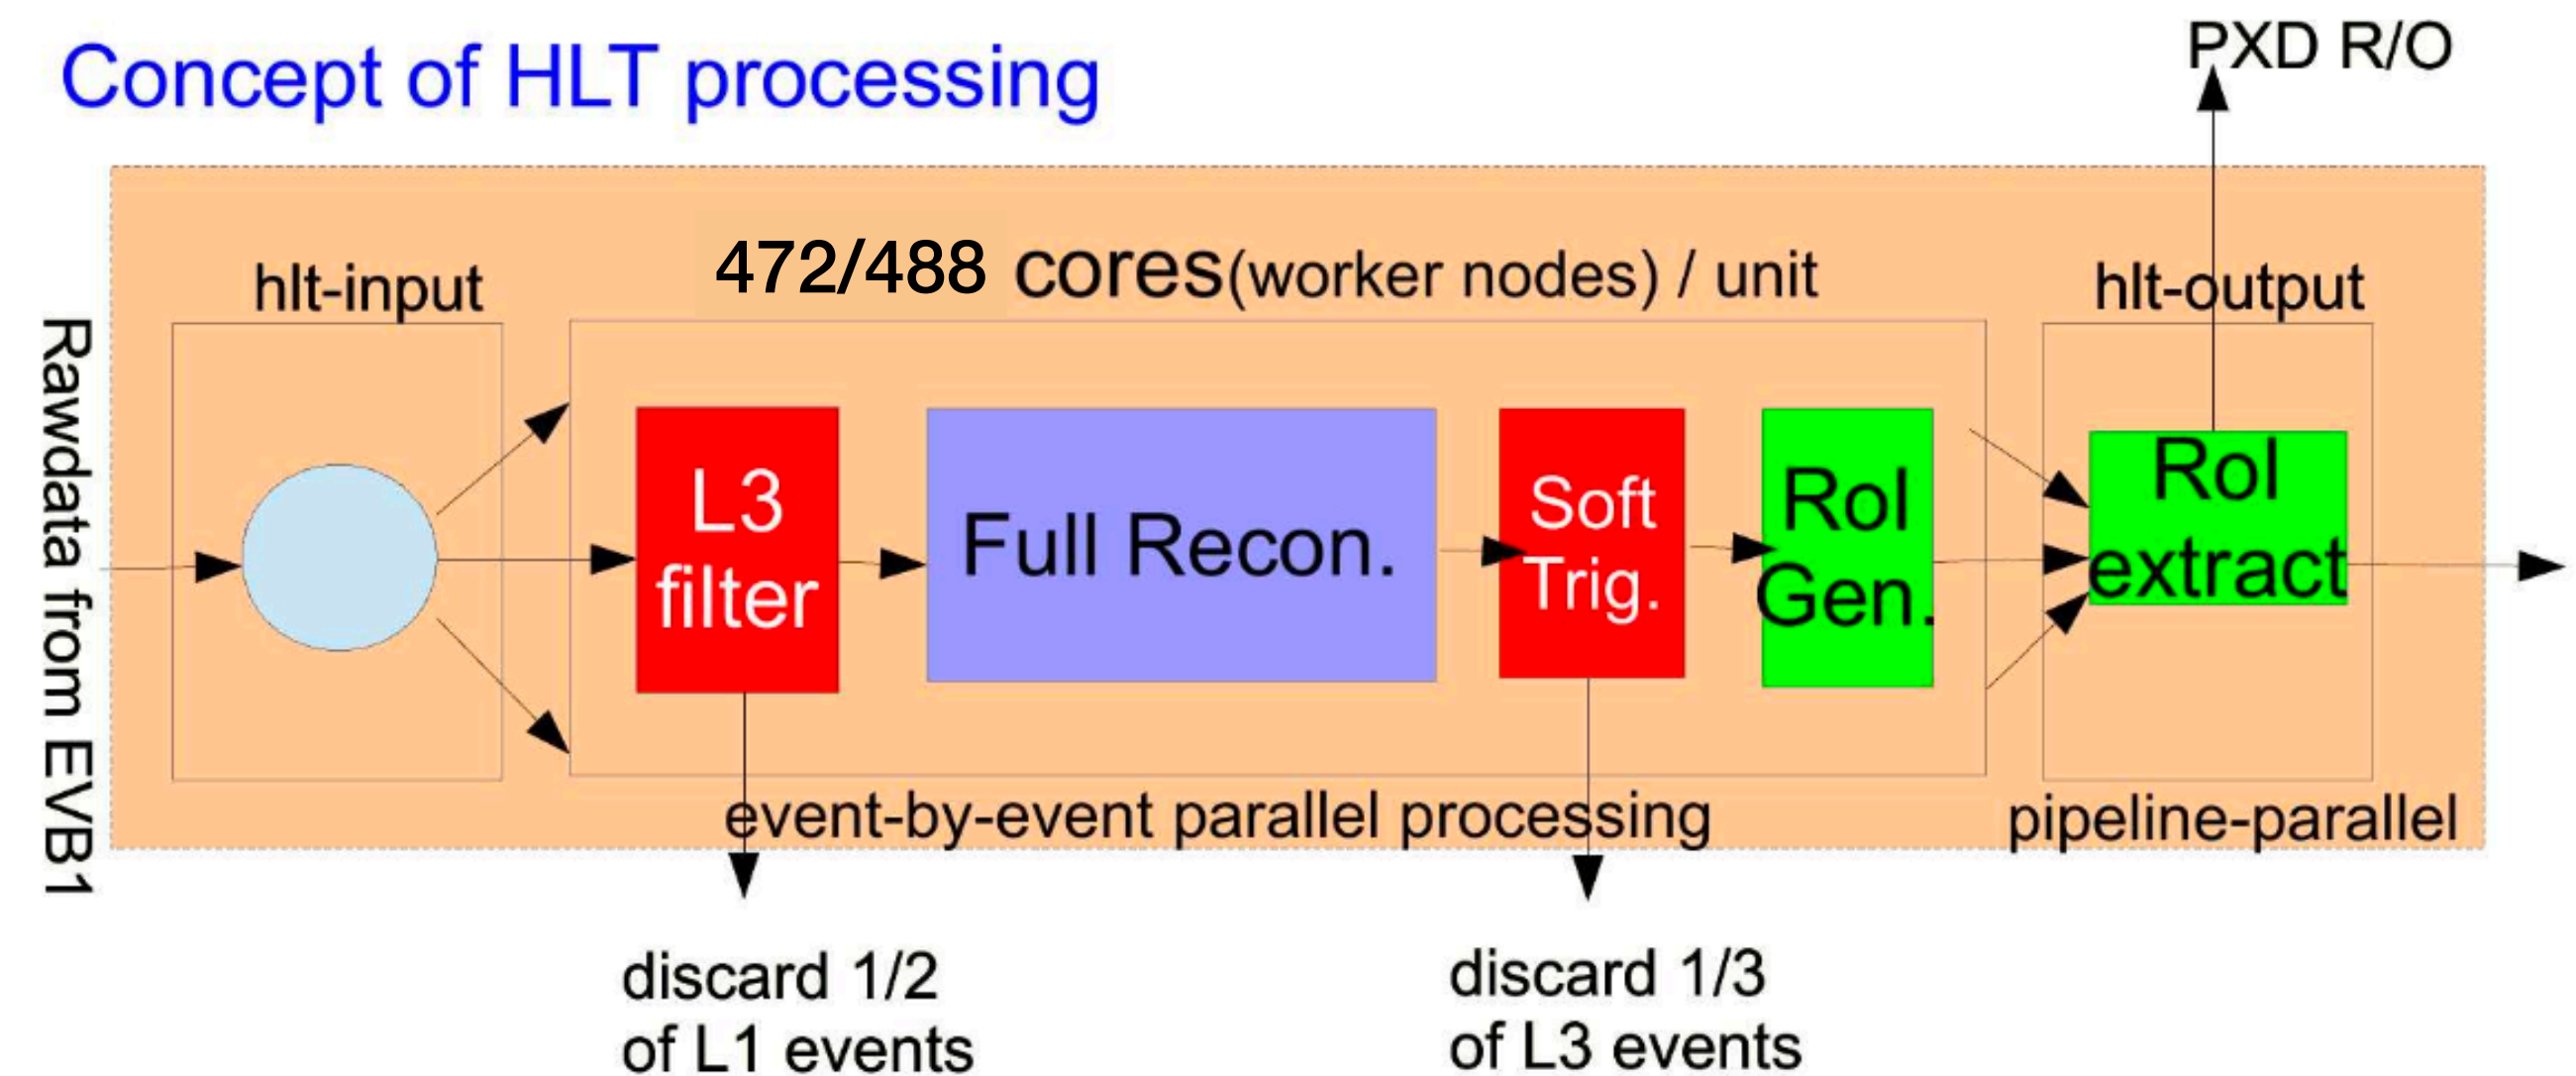 Concept of HLT processing
PXD R/O
472/488 cores(worker nodes) / unit
hlt-input
hlt-output
Rawdata from EVB1
L3
filter
Full Recon.
Soft
Trig.
RoI
Gen.
RoI
extract
event-by-event parallel processing
pipeline-parallel
discard 1/2
of L1 events
discard 1/3
of L3 events